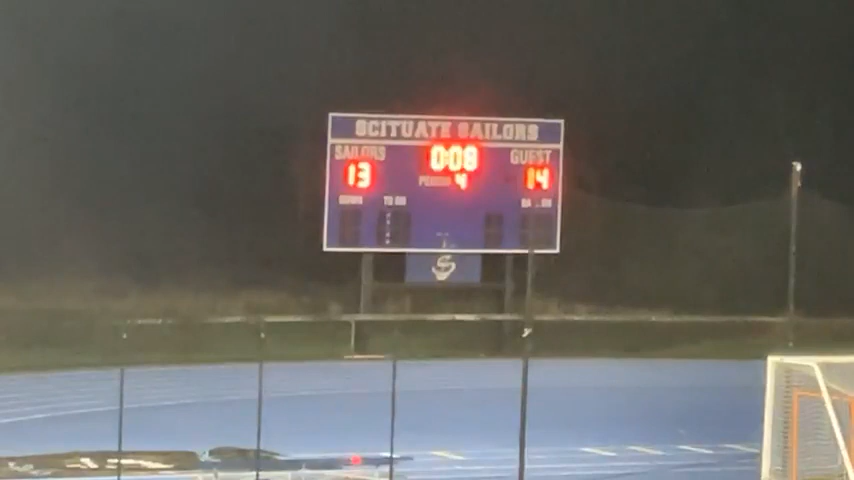 SCITUATE SAILORS
SAILORS 0:08 GUEST
13 PERIOD 4 14
DOWN TO GO
S